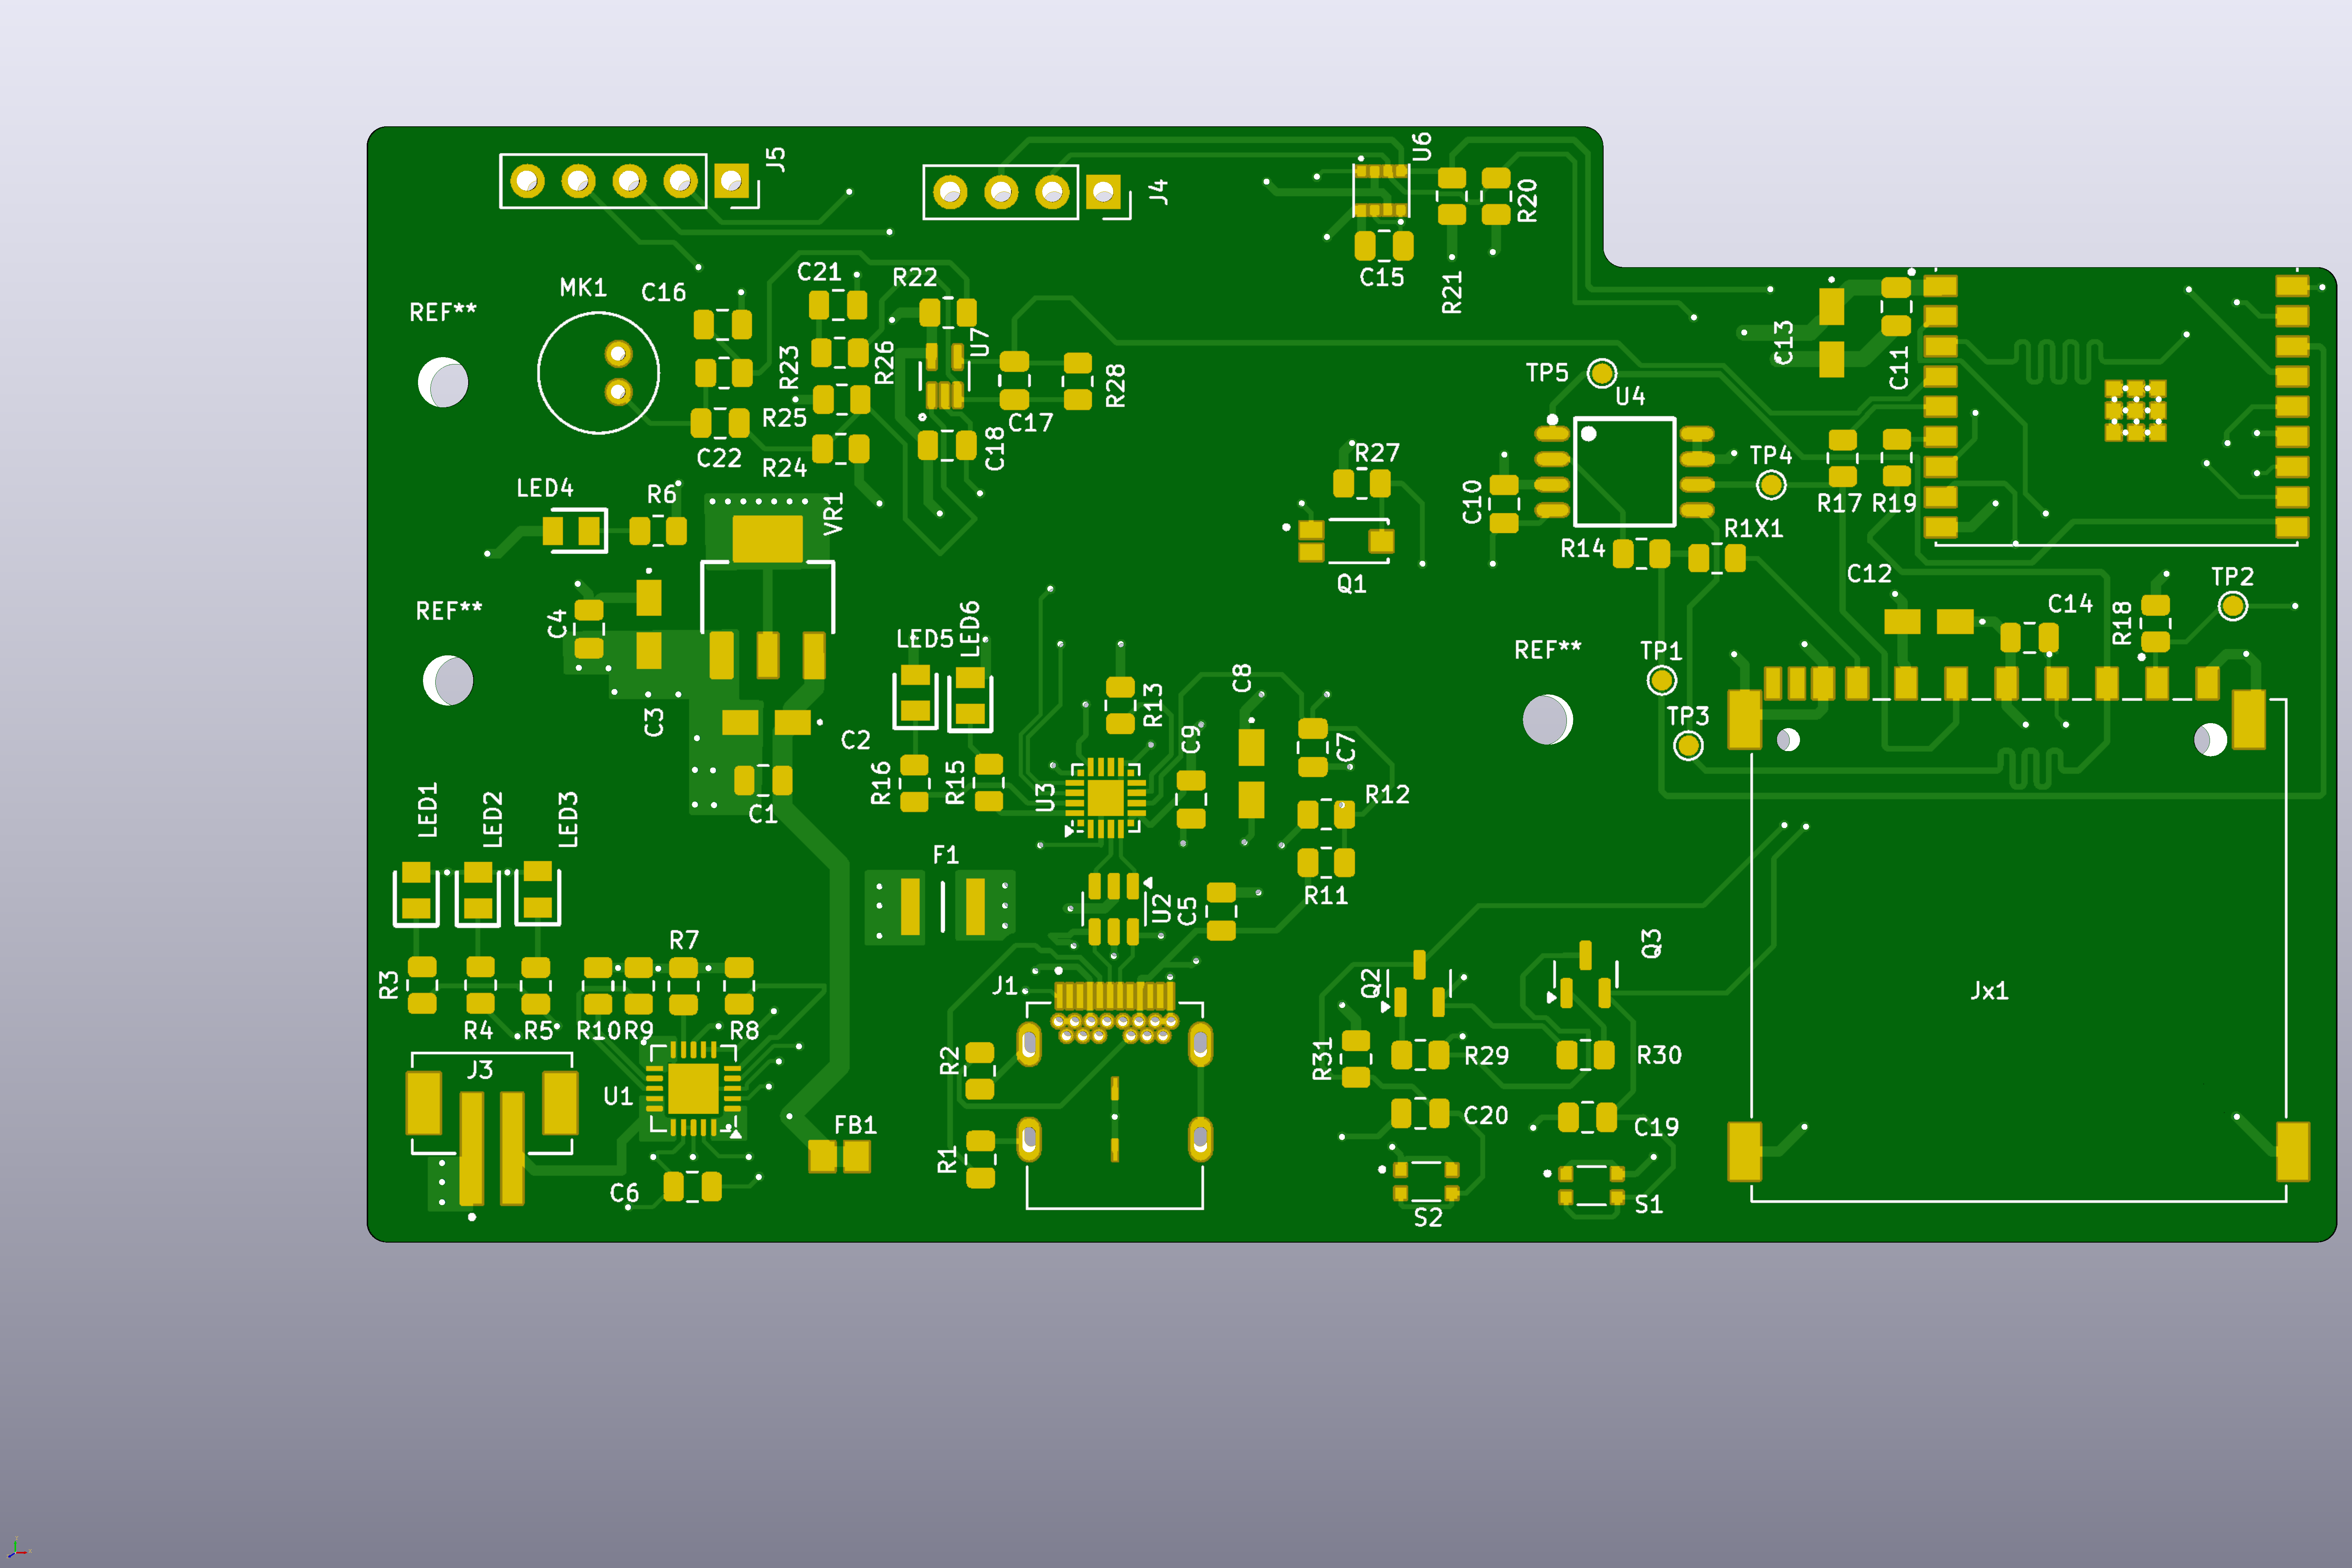 U6
J5
J4
R20
C21
R22
C15
R21
MK1
C16
REF**
U7
C13
R23
R26
C11
TP5
R28
U4
R25
C17
C22
C18
R24
R27
TP4
LED4
R6
VR1
C10
R17
R19
R1X1
R14
Q1
C12
TP2
REF**
C4
LED5
LED6
C14
R18
REF**
TP1
C8
R13
C3
TP3
C2
C9
C7
R16
R15
U3
R12
LED1
LED2
LED3
C1
F1
R11
U2
C5
R7
Q3
R3
J1
Q2
Jx1
R4
R5
R10
R9
R8
R2
R31
R29
R30
J3
U1
C20
C19
FB1
R1
C6
S2
S1